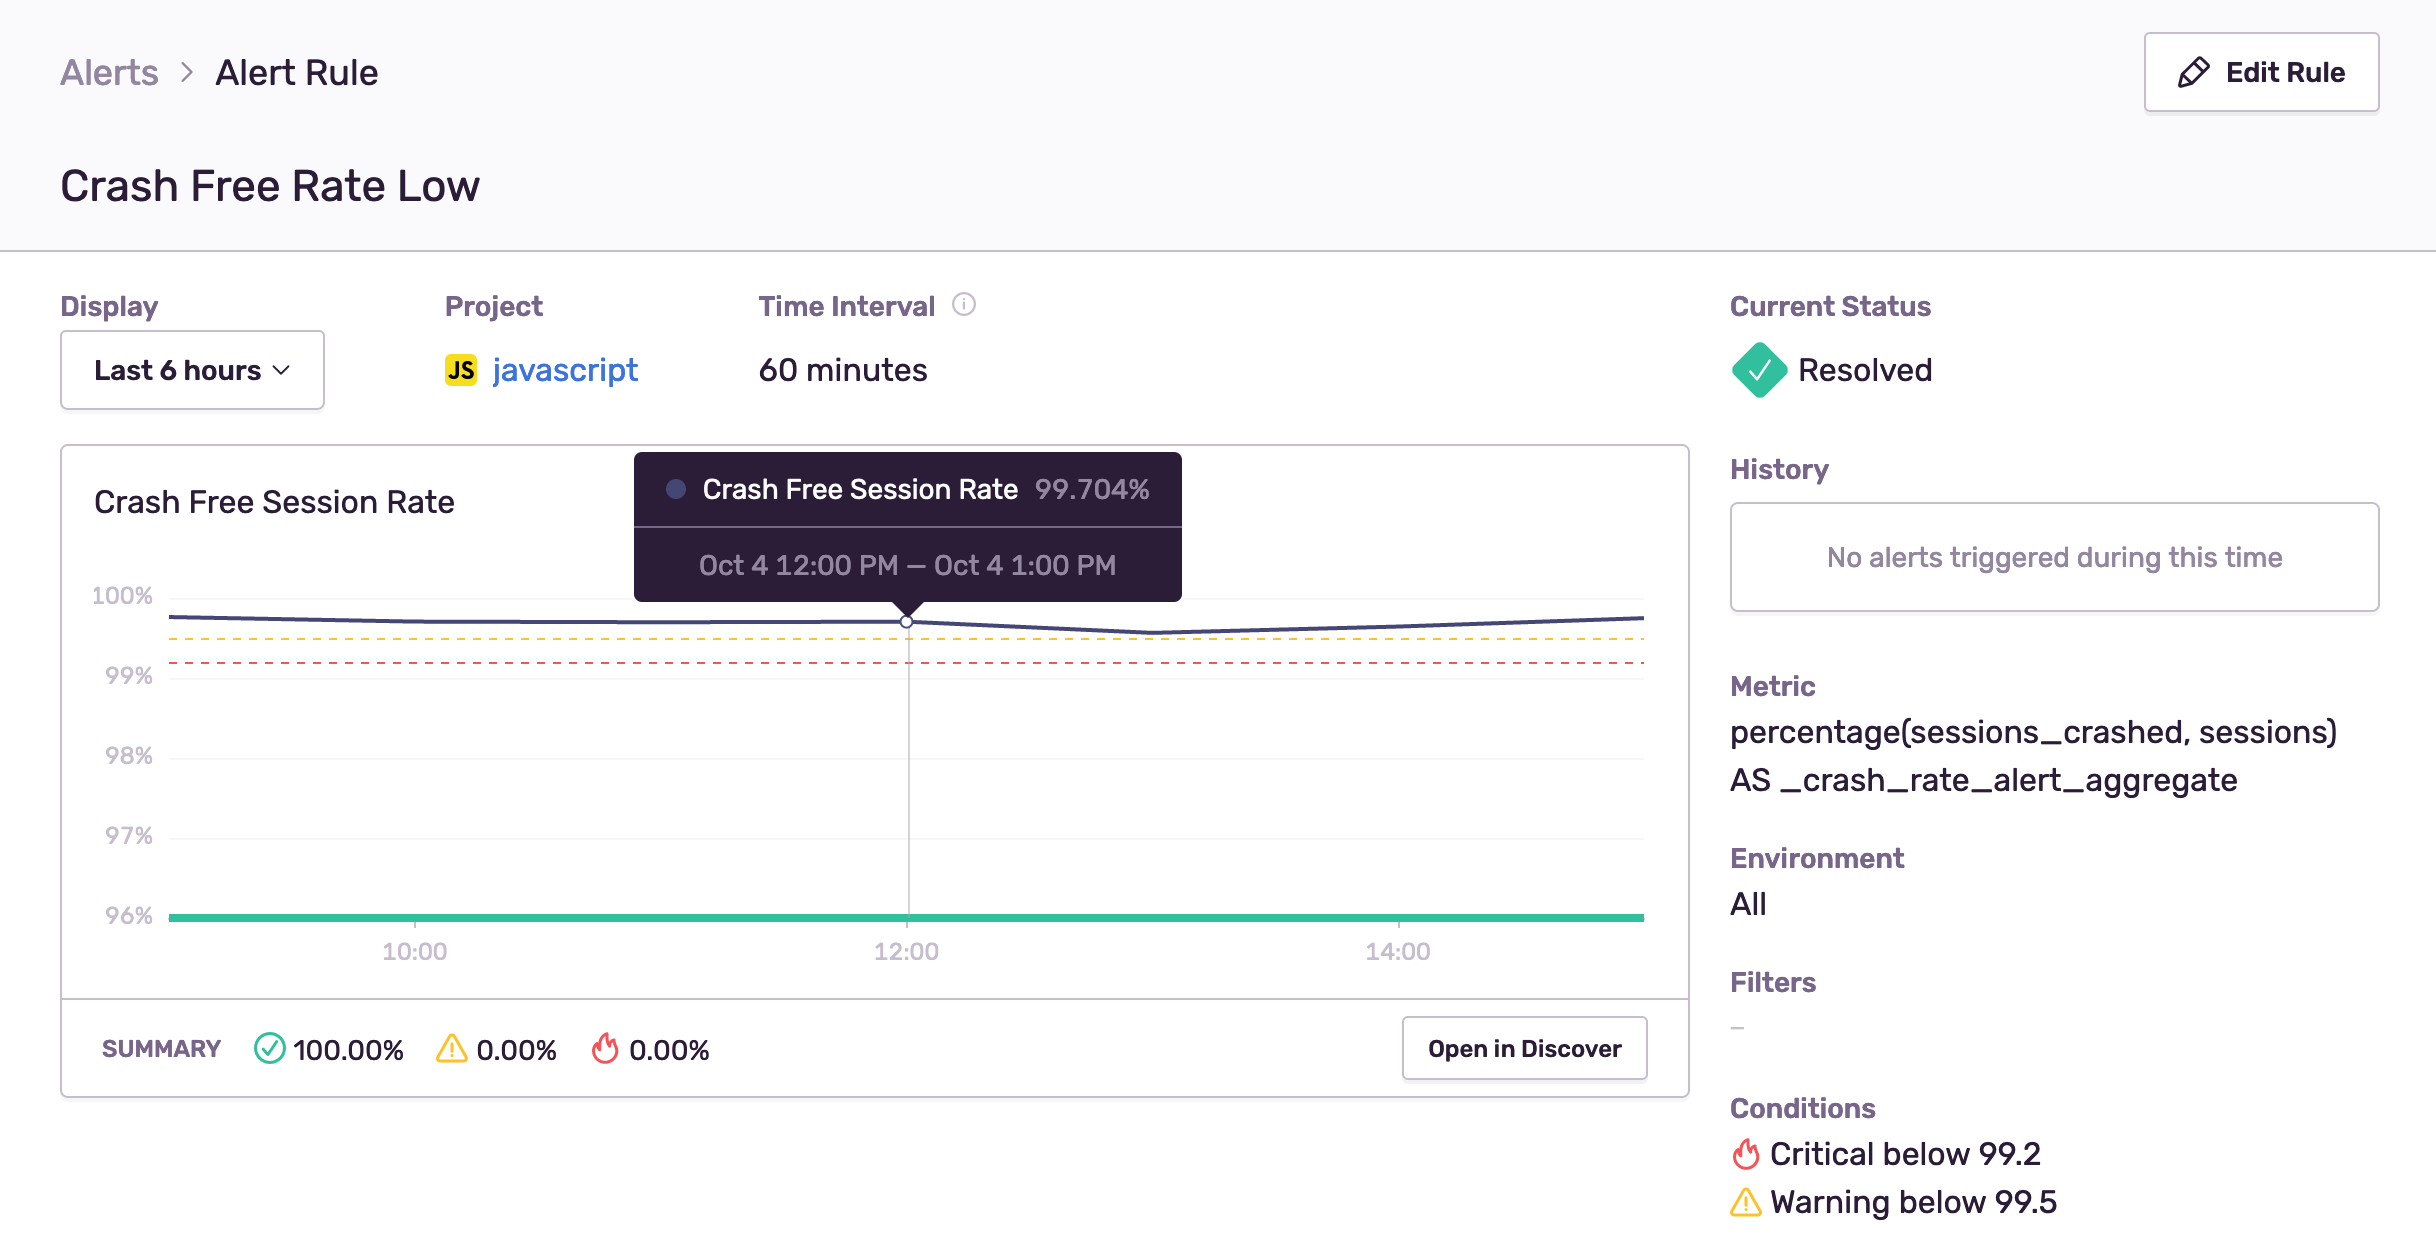 Alerts > Alert Rule
Edit Rule
Crash Free Rate Low
Display
Last 6 hours
Project
JS javascript
Time Interval
60 minutes
Current Status
Resolved
Crash Free Session Rate
Crash Free Session Rate 99.704%
Oct 4 12:00 PM — Oct 4 1:00 PM
100%
99%
98%
97%
96%
10:00 12:00 14:00
SUMMARY 100.00% 0.00% 0.00%
Open in Discover
History
No alerts triggered during this time
Metric
percentage(sessions_crashed, sessions)
AS _crash_rate_alert_aggregate
Environment
All
Filters
–
Conditions
Critical below 99.2
Warning below 99.5